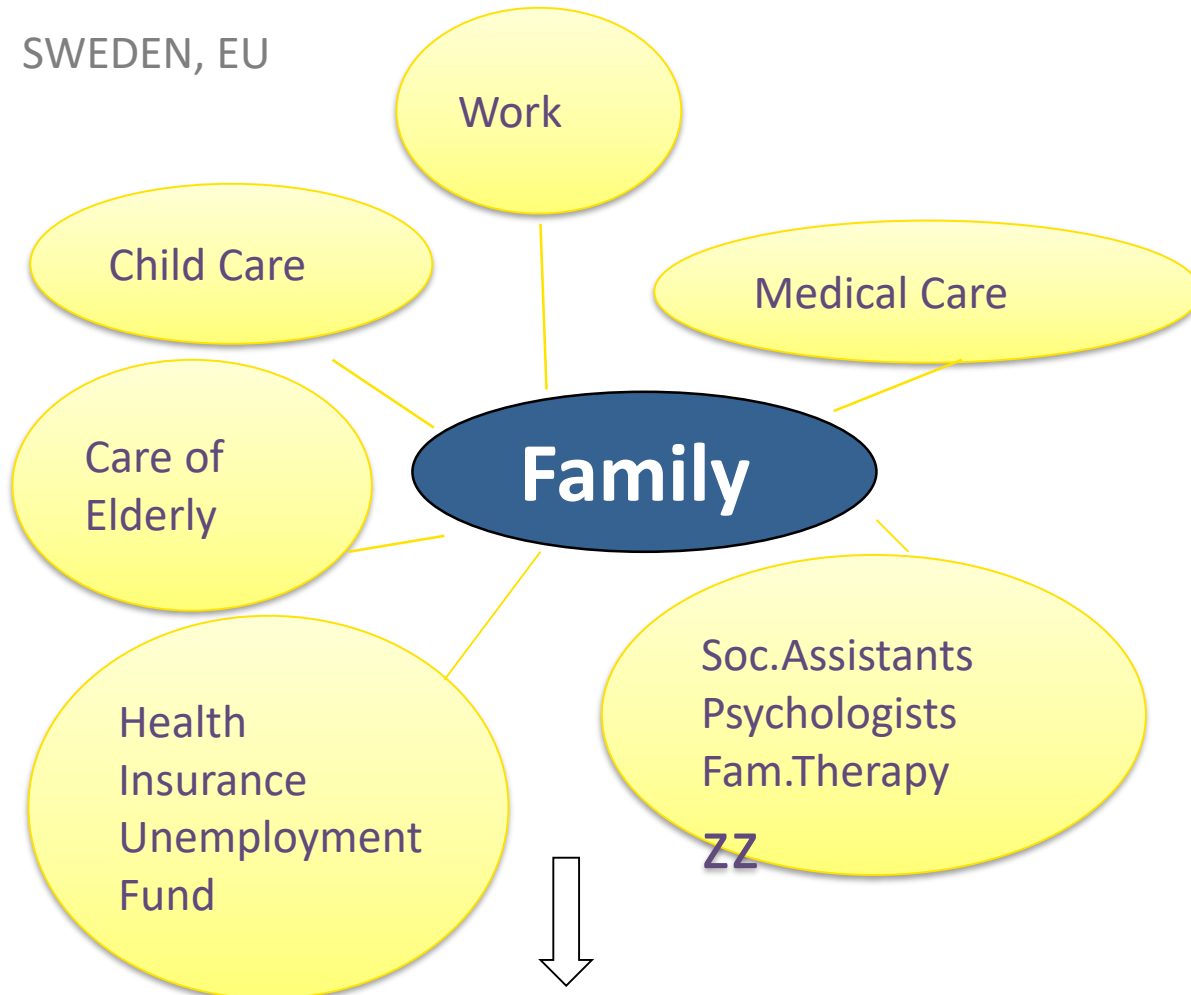 SWEDEN, EU
Work
Child Care
Medical Care
Care of
Elderly
Family
Health
Insurance
Unemployment
Fund
Soc.Assistants
Psychologists
Fam.Therapy
zz